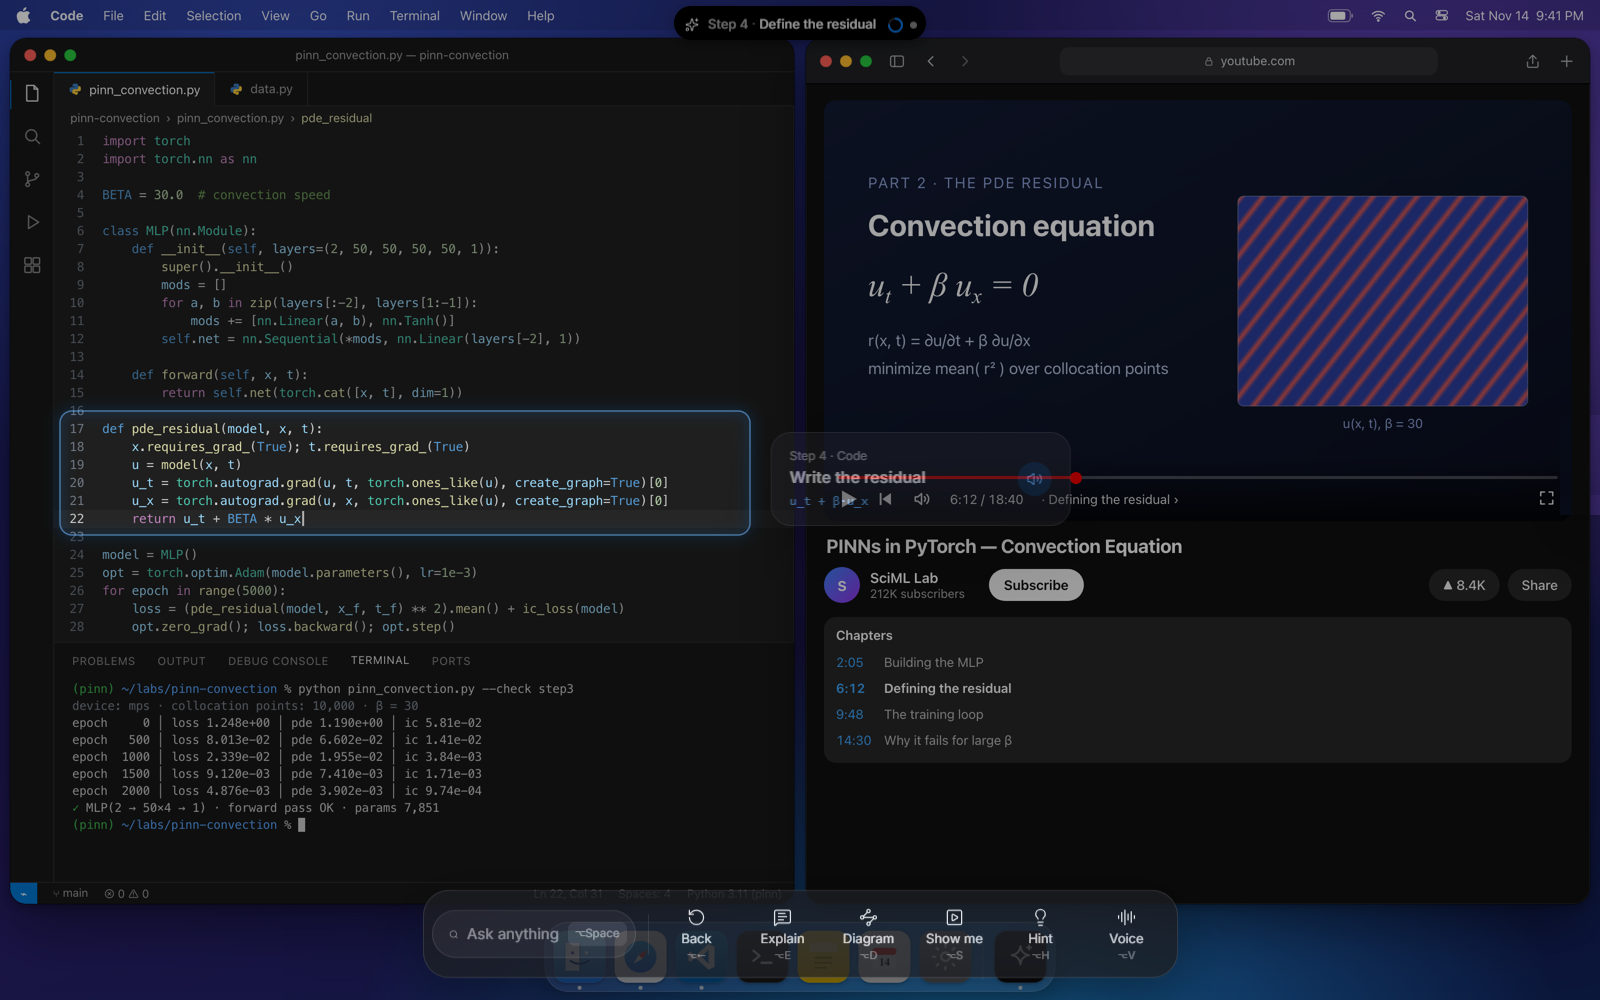 Code File Edit Selection View Go Run Terminal Window Help
Step 4 · Define the residual
Sat Nov 14 9:41 PM
pinn_convection.py — pinn-convection
pinn_convection.py data.py
pinn-convection › pinn_convection.py › pde_residual
1 import torch
2 import torch.nn as nn
3
4 BETA = 30.0 # convection speed
5
6 class MLP(nn.Module):
7 def __init__(self, layers=(2, 50, 50, 50, 50, 1)):
8 super().__init__()
9 mods = []
10 for a, b in zip(layers[:-2], layers[1:-1]):
11 mods += [nn.Linear(a, b), nn.Tanh()]
12 self.net = nn.Sequential(*mods, nn.Linear(layers[-2], 1))
13
14 def forward(self, x, t):
15 return self.net(torch.cat([x, t], dim=1))
16
17 def pde_residual(model, x, t):
18 x.requires_grad_(True); t.requires_grad_(True)
19 u = model(x, t)
20 u_t = torch.autograd.grad(u, t, torch.ones_like(u), create_graph=True)[0]
21 u_x = torch.autograd.grad(u, x, torch.ones_like(u), create_graph=True)[0]
22 return u_t + BETA * u_x
23
24 model = MLP()
25 opt = torch.optim.Adam(model.parameters(), lr=1e-3)
26 for epoch in range(5000):
27 loss = (pde_residual(model, x_f, t_f) ** 2).mean() + ic_loss(model)
28 opt.zero_grad(); loss.backward(); opt.step()
PROBLEMS OUTPUT DEBUG CONSOLE TERMINAL PORTS
(pinn) ~/labs/pinn-convection % python pinn_convection.py --check step3
device: mps · collocation points: 10,000 · β = 30
epoch 0 | loss 1.248e+00 | pde 1.190e+00 | ic 5.81e-02
epoch 500 | loss 8.013e-02 | pde 6.602e-02 | ic 1.41e-02
epoch 1000 | loss 2.339e-02 | pde 1.955e-02 | ic 3.84e-03
epoch 1500 | loss 9.120e-03 | pde 7.410e-03 | ic 1.71e-03
epoch 2000 | loss 4.876e-03 | pde 3.902e-03 | ic 9.74e-04
✓ MLP(2 → 50×4 → 1) · forward pass OK · params 7,851
(pinn) ~/labs/pinn-convection %
main 0 0 Ln 22, Col 31 Spaces: 4 Python 3.11 (pinn)
youtube.com
PART 2 · THE PDE RESIDUAL
Convection equation
u_t + β u_x = 0
r(x, t) = ∂u/∂t + β ∂u/∂x
minimize mean( r² ) over collocation points
u(x, t), β = 30
Step 4 · Code
Write the residual
u_t + β·u_x
6:12 / 18:40 · Defining the residual ›
PINNs in PyTorch — Convection Equation
S
SciML Lab
212K subscribers
Subscribe
▲ 8.4K
Share
Chapters
2:05 Building the MLP
6:12 Defining the residual
9:48 The training loop
14:30 Why it fails for large β
Ask anything ⌥Space
Back ⌥←
Explain ⌥E
Diagram ⌥D
Show me ⌥S
Hint ⌥H
Voice ⌥V
14